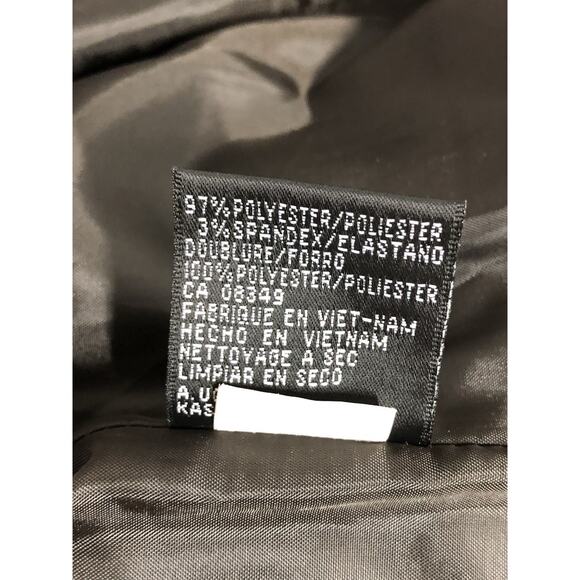 97% POLYESTER/POLIESTER
3% SPANDEX/ELASTANO
DOUBLURE/FORRO
100% POLYESTER/POLIESTER
CA 08349
FABRIQUE EN VIET-NAM
HECHO EN VIETNAM
NETTOYAGE A SEC
LIMPIAR EN SECO
A.U
KAS